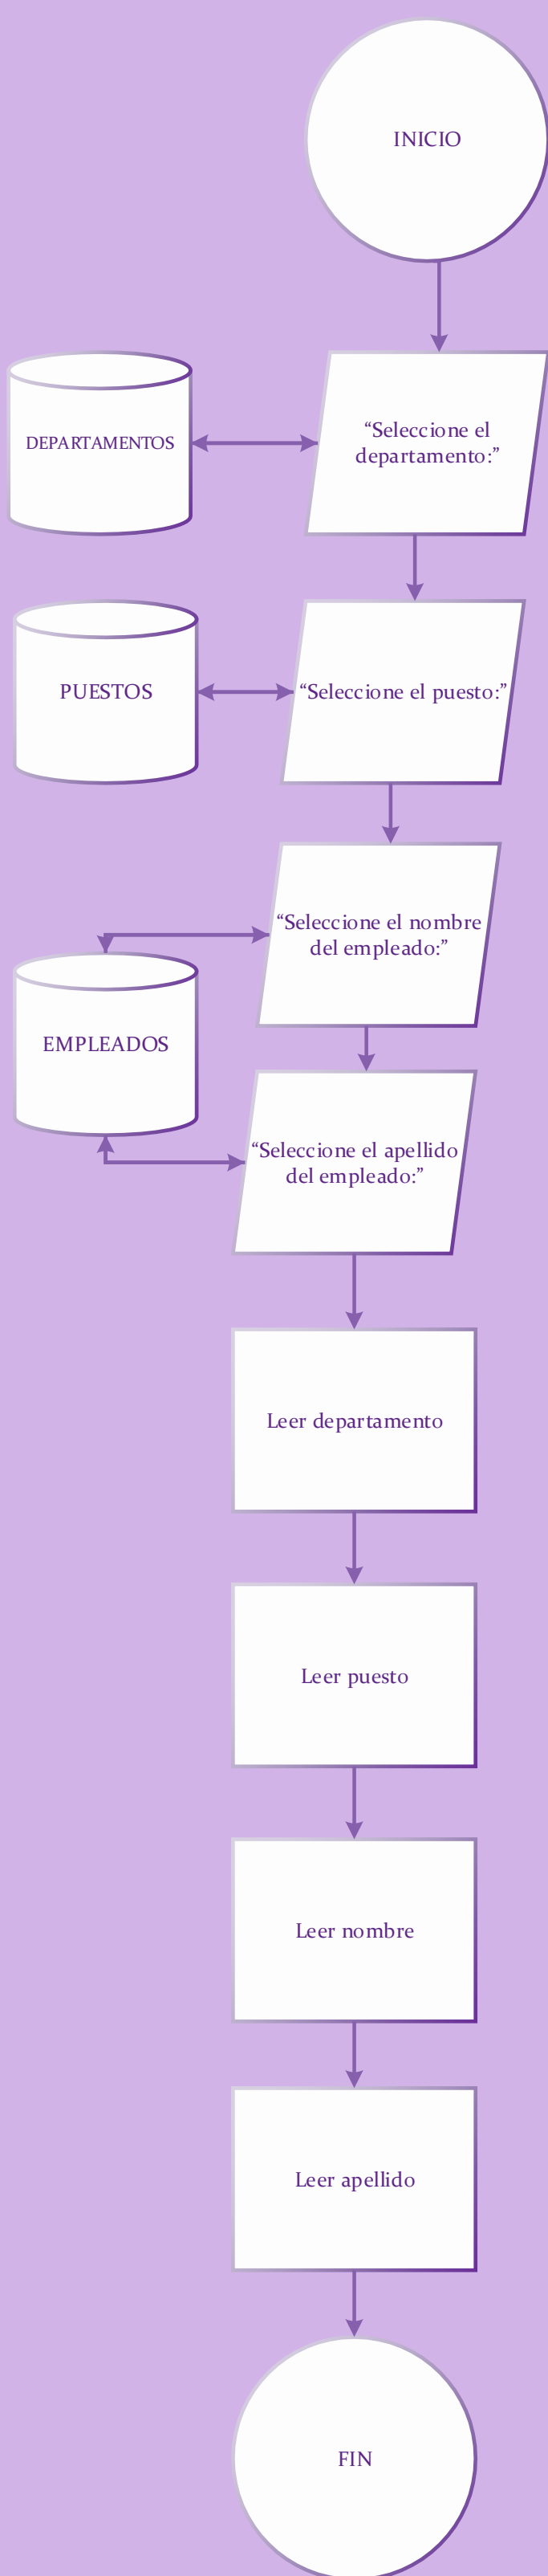 INICIO
DEPARTAMENTOS
“Seleccione el
departamento:”
PUESTOS
“Seleccione el puesto:”
“Seleccione el nombre
del empleado:”
EMPLEADOS
“Seleccione el apellido
del empleado:”
Leer departamento
Leer puesto
Leer nombre
Leer apellido
FIN